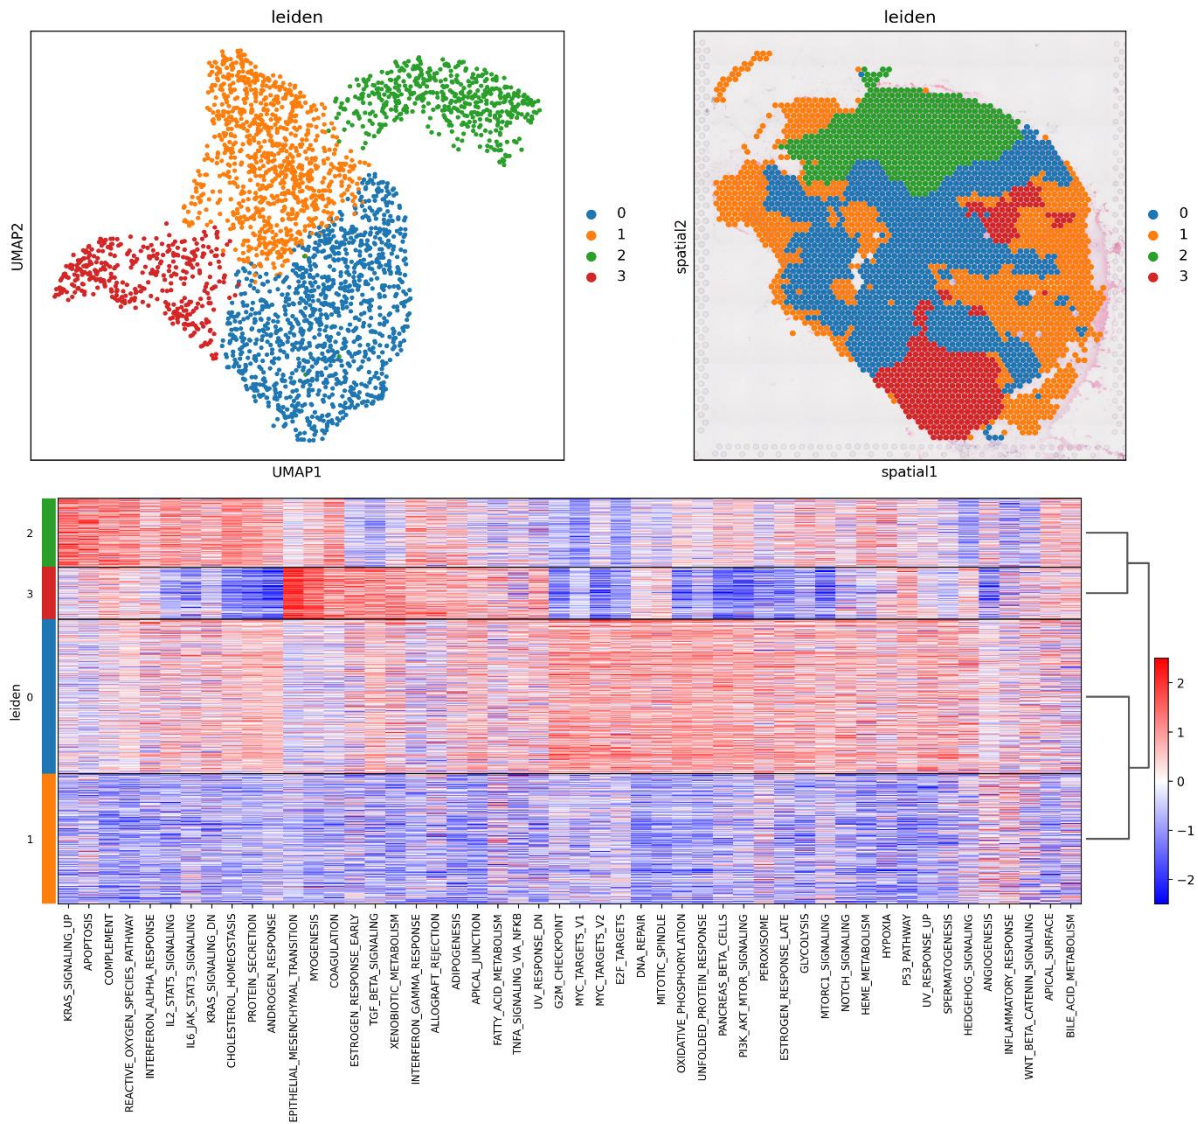 leiden
UMAP2
UMAP1
0
1
2
3
leiden
spatial2
spatial1
0
1
2
3
leiden
2
3
0
1
KRAS_SIGNALING_UP
APOPTOSIS
COMPLEMENT
REACTIVE_OXYGEN_SPECIES_PATHWAY
INTERFERON_ALPHA_RESPONSE
IL2_STAT5_SIGNALING
IL6_JAK_STAT3_SIGNALING
KRAS_SIGNALING_DN
CHOLESTEROL_HOMEOSTASIS
PROTEIN_SECRETION
ANDROGEN_RESPONSE
EPITHELIAL_MESENCHYMAL_TRANSITION
MYOGENESIS
COAGULATION
ESTROGEN_RESPONSE_EARLY
TGF_BETA_SIGNALING
XENOBIOTIC_METABOLISM
INTERFERON_GAMMA_RESPONSE
ALLOGRAFT_REJECTION
ADIPOGENESIS
APICAL_JUNCTION
FATTY_ACID_METABOLISM
TNFA_SIGNALING_VIA_NFKB
UV_RESPONSE_DN
G2M_CHECKPOINT
MYC_TARGETS_V1
MYC_TARGETS_V2
E2F_TARGETS
DNA_REPAIR
MITOTIC_SPINDLE
OXIDATIVE_PHOSPHORYLATION
UNFOLDED_PROTEIN_RESPONSE
PANCREAS_BETA_CELLS
PI3K_AKT_MTOR_SIGNALING
PEROXISOME
ESTROGEN_RESPONSE_LATE
GLYCOLYSIS
MTORC1_SIGNALING
NOTCH_SIGNALING
HEME_METABOLISM
HYPOXIA
P53_PATHWAY
UV_RESPONSE_UP
SPERMATOGENESIS
HEDGEHOG_SIGNALING
ANGIOGENESIS
INFLAMMATORY_RESPONSE
WNT_BETA_CATENIN_SIGNALING
APICAL_SURFACE
BILE_ACID_METABOLISM
2
1
0
−1
−2